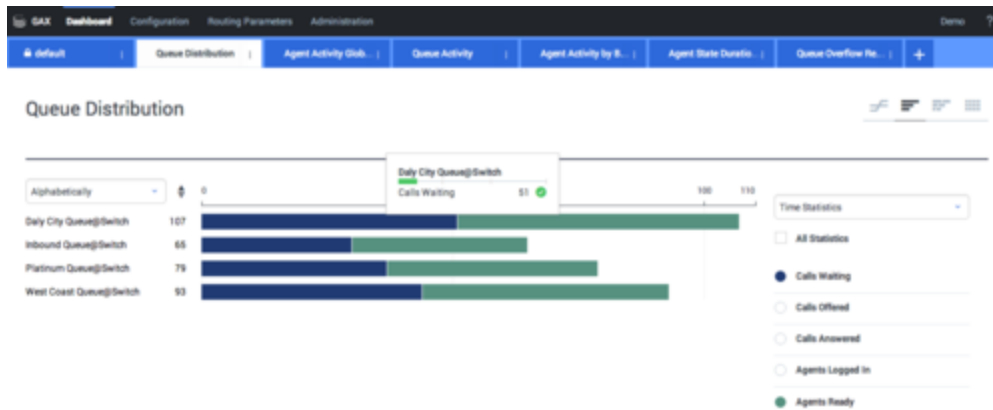 GAX Dashboard Configuration Routing Parameters Administration Demo ?
default Queue Distribution Agent Activity Glob... Queue Activity Agent Activity by B... Agent State Duratio... Queue Overflow Re... +
Queue Distribution
Daly City Queue@Switch
Calls Waiting 51
Alphabetically 0 100 110
Time Statistics
Daly City Queue@Switch 107
Inbound Queue@Switch 65
Platinum Queue@Switch 79
West Coast Queue@Switch 93
All Statistics
Calls Waiting
Calls Offered
Calls Answered
Agents Logged In
Agents Ready